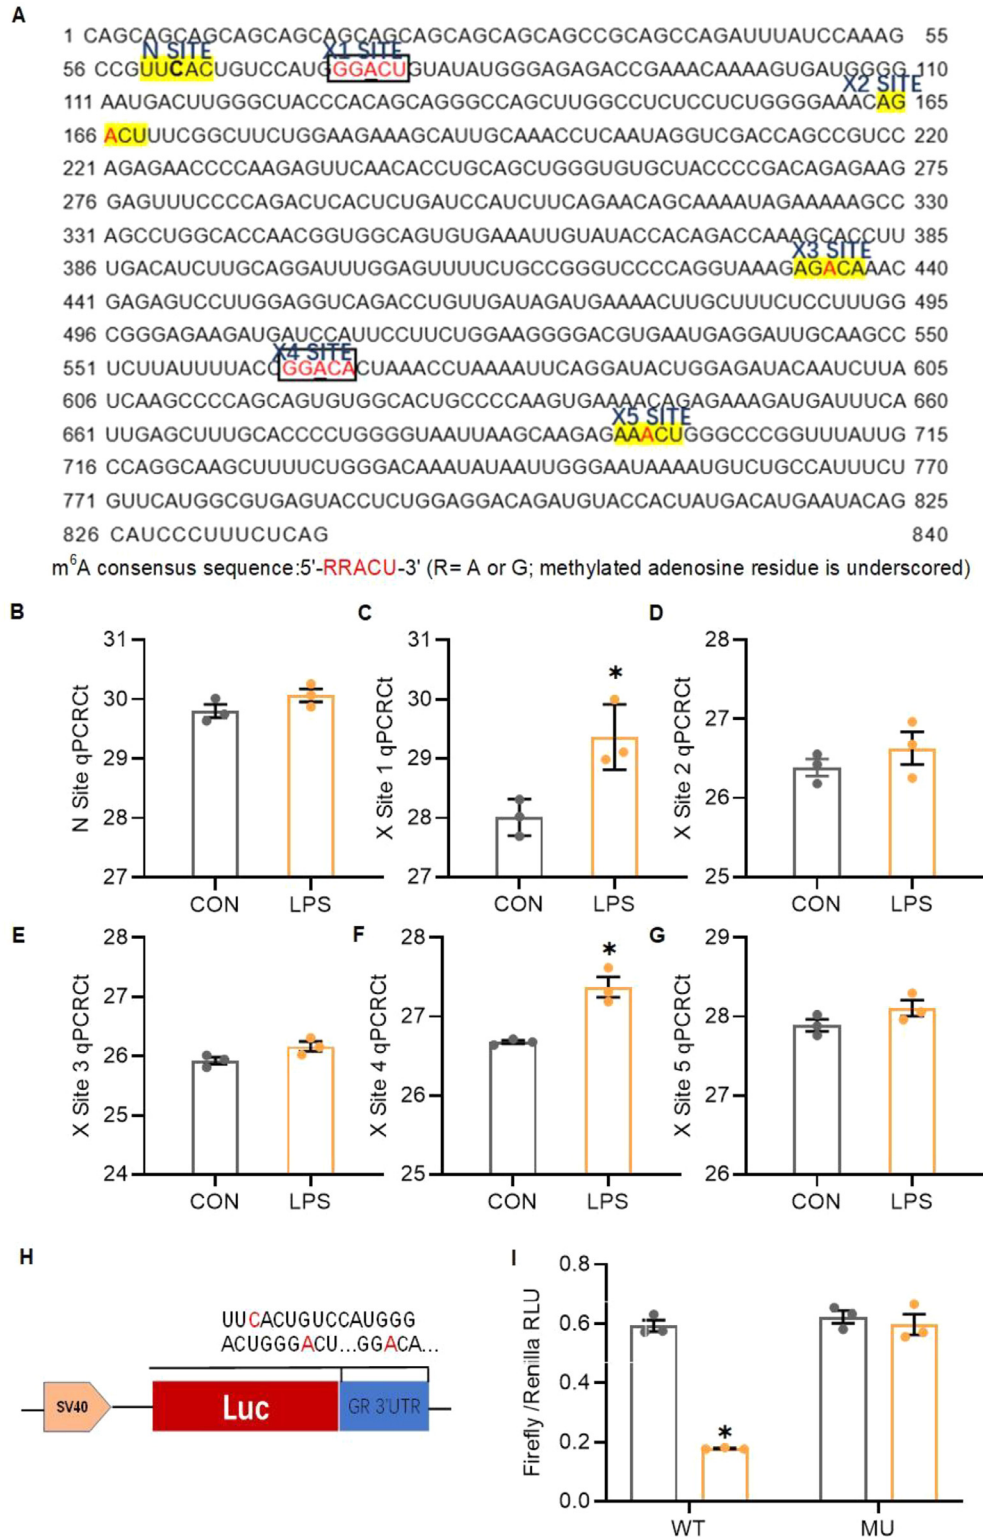 A
1 CAGCAGCAGCAGCAGCAGCAGCAGCAGCAGCCGCAGCCAGAUUUAUCCAAAG 55
N SITE X1 SITE
56 CCGUUCACUGUCCAUGGGGACUGUAUAUGGGAGAGACCGAAACAAAAGUGAUGGGG 110
X2 SITE
111 AAUGACUUGGGCUACCCACAGCAGGGCCAGCUUGGCCUCUCCUCUGGGGAAACAG 165
166 ACUUUCGGCUUCUGGAAGAAAGCAUUGCAAACCUCAAUAGGUCGACCAGCCGUCC 220
221 AGAGAACCCCAAGAGUUCAACACCUGCAGCUGGGUGUGCUACCCCGACAGAGAAG 275
276 GAGUUUCCCCAGACUCACUCUGAUCCAUCUUCAGAACAGCAAAAUAGAAAAAGCC 330
331 AGCCUGGCACCAACGGUGGCAGUGUGAAAUUGUAUACCACAGACCAAAGCACCUU 385
X3 SITE
386 UGACAUCUUGCAGGAUUUGGAGUUUUCUGCCGGGUCCCCAGGUAAAGAGACAAAC 440
441 GAGAGUCCUUGGAGGUCAGACCUGUUGAUAGAUGAAAACUUGCUUUCUCCUUUGG 495
496 CGGGAGAAGAUGAUCCAUUCCUUCUGGAAGGGGACGUGAAUGAGGAUUGCAAGCC 550
X4 SITE
551 UCUUAUUUUACCGGACACUAAACCUAAAAUUCAGGAUACUGGAGAUACAAUCUUA 605
606 UCAAGCCCCAGCAGUGUGGCACUGCCCCAAGUGAAAACAGAGAAAGAUGAUUUCA 660
X5 SITE
661 UUGAGCUUUGCACCCCUGGGGUAAUUAAGCAAGAGAAACUGGGCCCGGUUUAUUG 715
716 CCAGGCAAGCUUUUCUGGGACAAAUAUAAUUGGGAAUAAAAUGUCUGCCAUUUCU 770
771 GUUCAUGGCGUGAGUACCUCUGGAGGACAGAUGUACCACUAUGACAUGAAUACAG 825
826 CAUCCCUUUCUCAG 840
m6A consensus sequence:5'-RRACU-3' (R= A or G; methylated adenosine residue is underscored)
B
N Site qPCRCt
31
30
29
28
27
CON LPS
C
X Site 1 qPCRCt
31
30
29
28
27
*
CON LPS
D
X Site 2 qPCRCt
28
27
26
25
CON LPS
E
X Site 3 qPCRCt
28
27
26
25
24
CON LPS
F
X Site 4 qPCRCt
28
27
26
25
*
CON LPS
G
X Site 5 qPCRCt
29
28
27
26
CON LPS
H
UUCACUGUCCAUGGG
ACUGGGACU...GGACA...
SV40 Luc GR 3'UTR
I
Firefly /Renilla RLU
0.8
0.6
0.4
0.2
0.0
*
WT MU